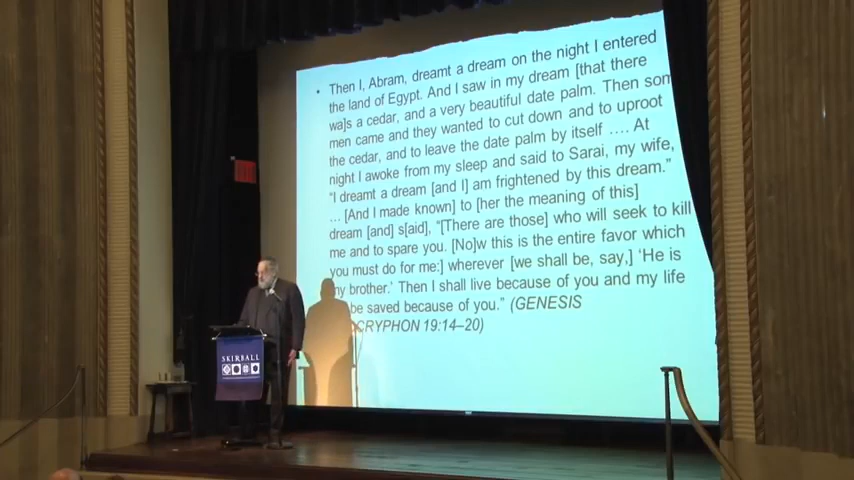 • Then I, Abram, dreamt a dream on the night I entered
the land of Egypt. And I saw in my dream [that there
wa]s a cedar, and a very beautiful date palm. Then som
men came and they wanted to cut down and to uproot
the cedar, and to leave the date palm by itself …. At
night I awoke from my sleep and said to Sarai, my wife,
“I dreamt a dream [and I] am frightened by this dream.”
... [And I made known] to [her the meaning of this]
dream [and] s[aid], “[There are those] who will seek to kill
me and to spare you. [No]w this is the entire favor which
you must do for me:] wherever [we shall be, say,] ‘He is
my brother.’ Then I shall live because of you and my life
be saved because of you.” (GENESIS
CRYPHON 19:14–20)
SKIRBALL